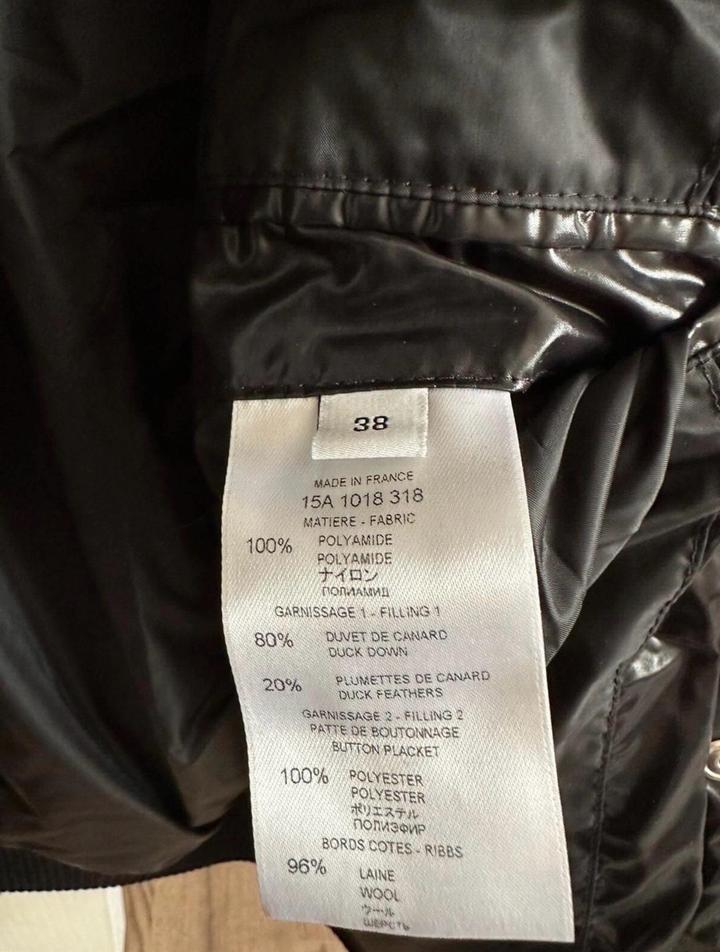 38
MADE IN FRANCE
15A 1018 318
MATIERE - FABRIC
100% POLYAMIDE
POLYAMIDE
ナイロン
ПОЛИАМИД
GARNISSAGE 1 - FILLING 1
80% DUVET DE CANARD
DUCK DOWN
20% PLUMETTES DE CANARD
DUCK FEATHERS
GARNISSAGE 2 - FILLING 2
PATTE DE BOUTONNAGE
BUTTON PLACKET
100% POLYESTER
POLYESTER
ポリエステル
ПОЛИЭФИР
BORDS COTES - RIBBS
96% LAINE
WOOL
ウール
ШЕРСТЬ